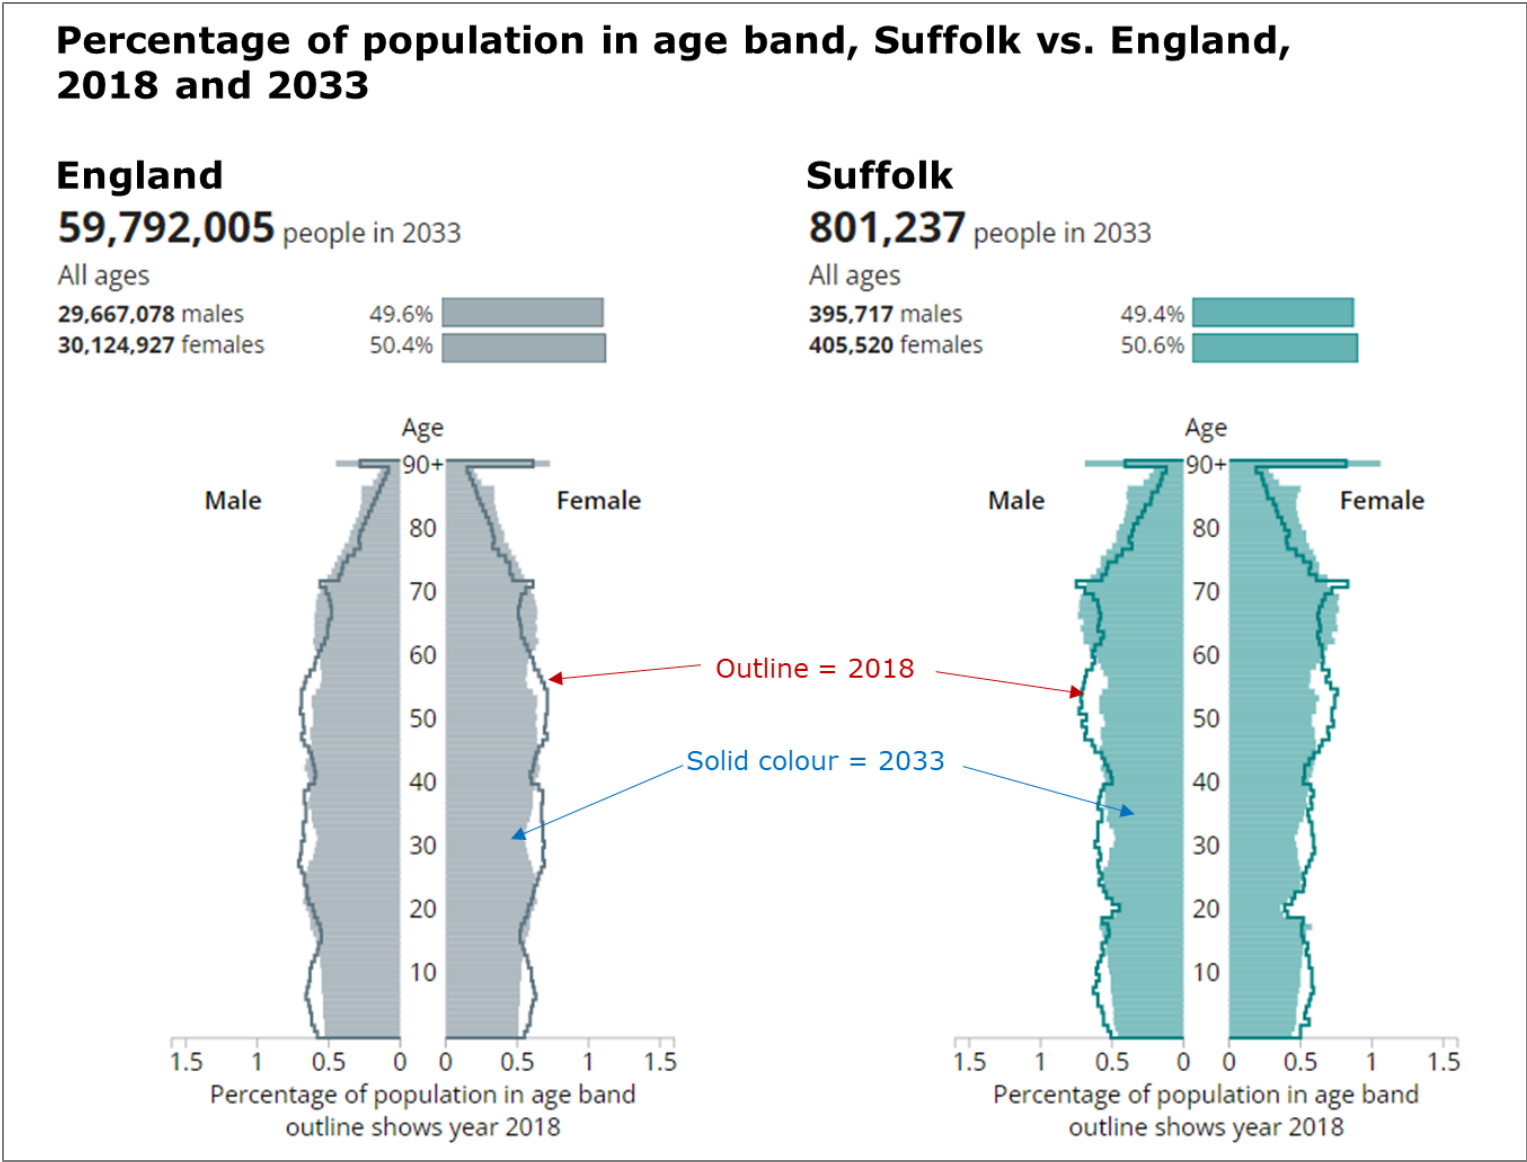 Percentage of population in age band, Suffolk vs. England,
2018 and 2033
England
59,792,005 people in 2033
All ages
29,667,078 males 49.6%
30,124,927 females 50.4%
Suffolk
801,237 people in 2033
All ages
395,717 males 49.4%
405,520 females 50.6%
Age
90+
Male
Female
80
70
60
50
40
30
20
10
1.5 1 0.5 0 0 0.5 1 1.5
Percentage of population in age band
outline shows year 2018
Outline = 2018
Solid colour = 2033
Age
90+
Male
Female
80
70
60
50
40
30
20
10
1.5 1 0.5 0 0 0.5 1 1.5
Percentage of population in age band
outline shows year 2018